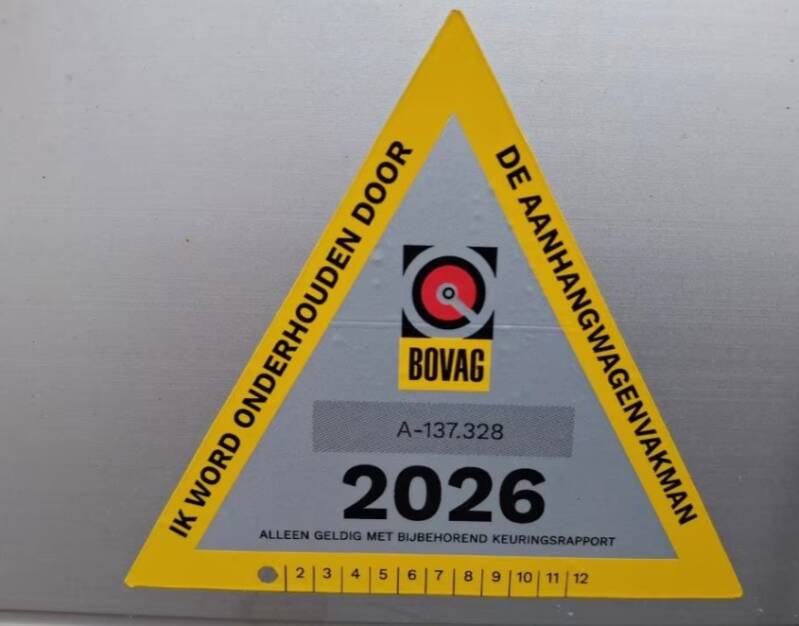 IK WORD ONDERHOUDEN DOOR
DE AANHANGWAGENVAKMAN
BOVAG
A-137.328
2026
ALLEEN GELDIG MET BIJBEHOREND KEURINGSRAPPORT
2 3 4 5 6 7 8 9 10 11 12